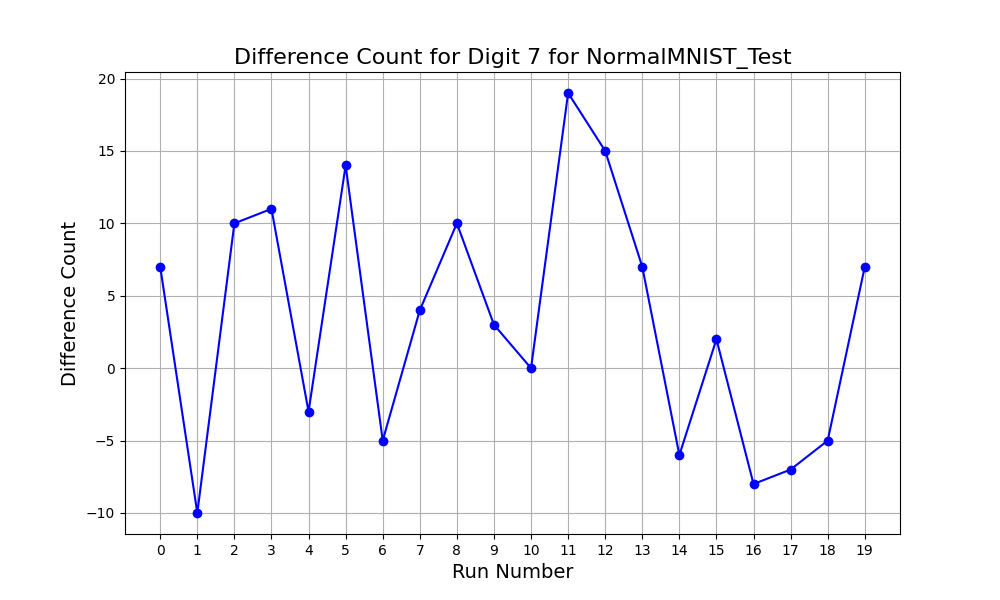 Difference Count for Digit 7 for NormalMNIST_Test
20
15
10
5
0
−5
−10
Difference Count
0 1 2 3 4 5 6 7 8 9 10 11 12 13 14 15 16 17 18 19
Run Number